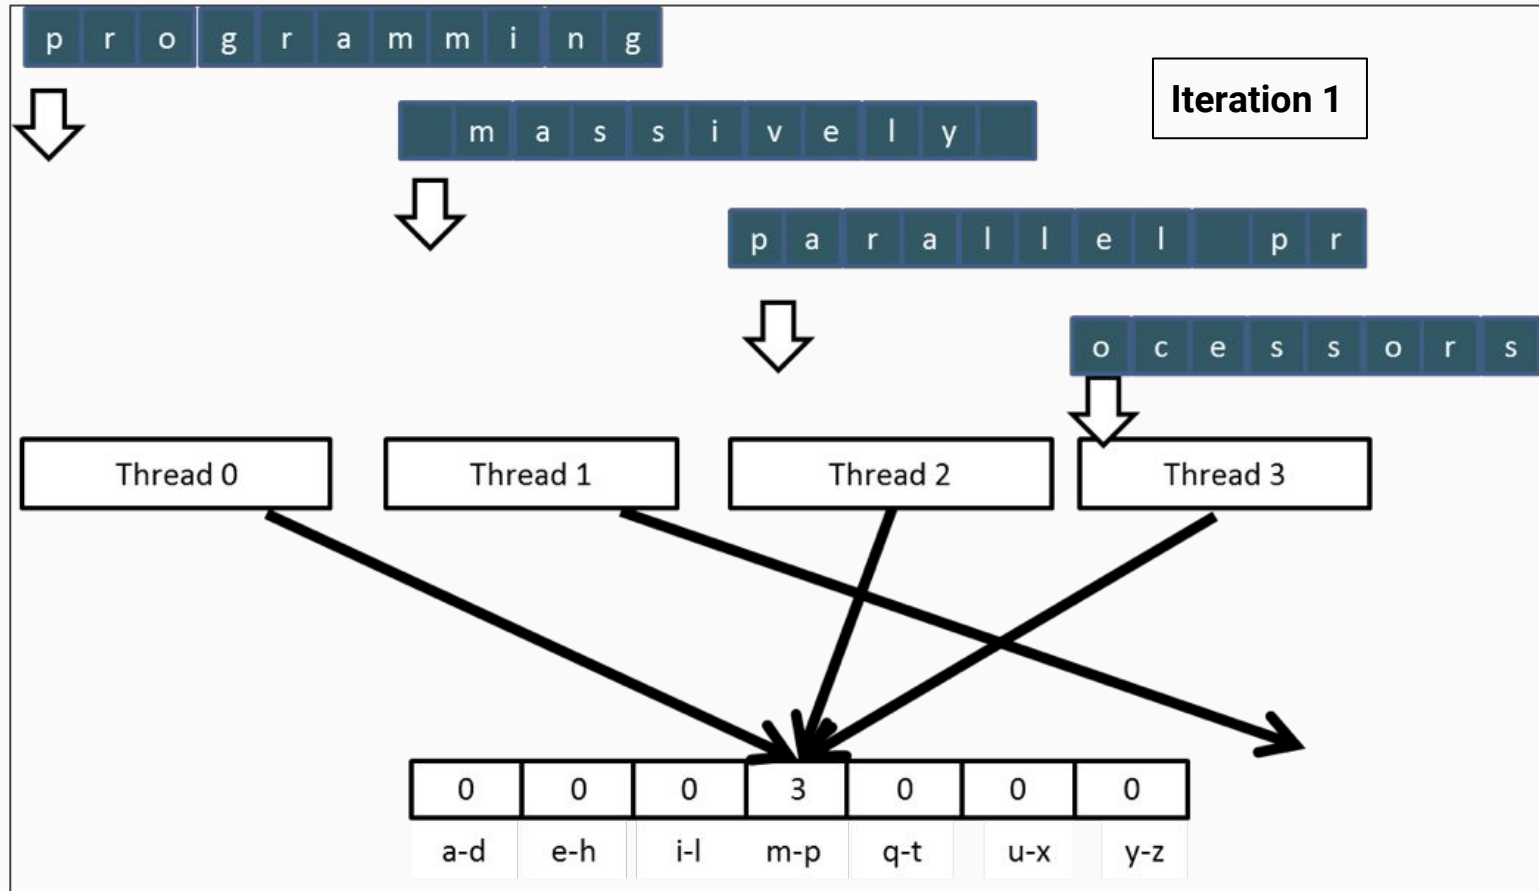 p r o g r a m m i n g
Iteration 1
m a s s i v e l y
p a r a l l e l p r
o c e s s o r s
Thread 0 Thread 1 Thread 2 Thread 3
0 0 0 3 0 0 0
a-d e-h i-l m-p q-t u-x y-z